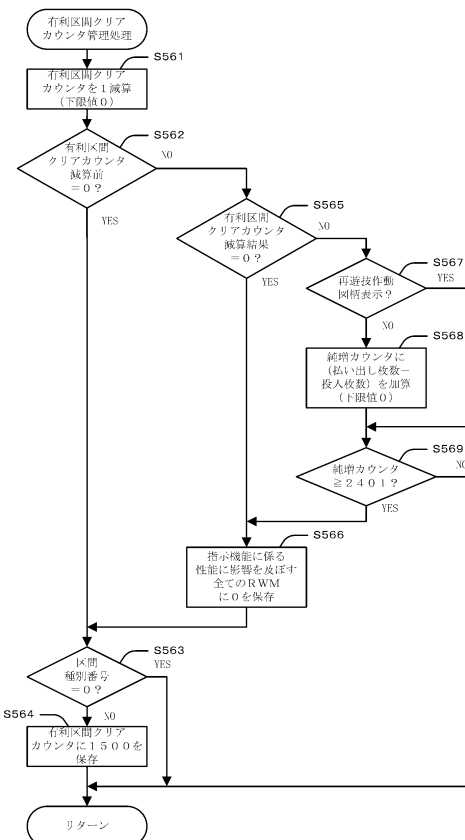 有利区間クリア
カウンタ管理処理
S561
有利区間クリア
カウンタを1減算
(下限値0)
S562
有利区間
クリアカウンタ
減算前
=0?
NO
YES
S565
有利区間
クリアカウンタ
減算結果
=0?
NO
YES
S567
再遊技作動
図柄表示?
YES
NO
S568
純増カウンタに
(払い出し枚数-
投入枚数)を加算
(下限値0)
S569
純増カウンタ
≧2401?
NO
YES
S566
指示機能に係る
性能に影響を及ぼす
全てのRWM
に0を保存
S563
区間
種別番号
=0?
YES
NO
S564
有利区間クリア
カウンタに1500を
保存
リターン